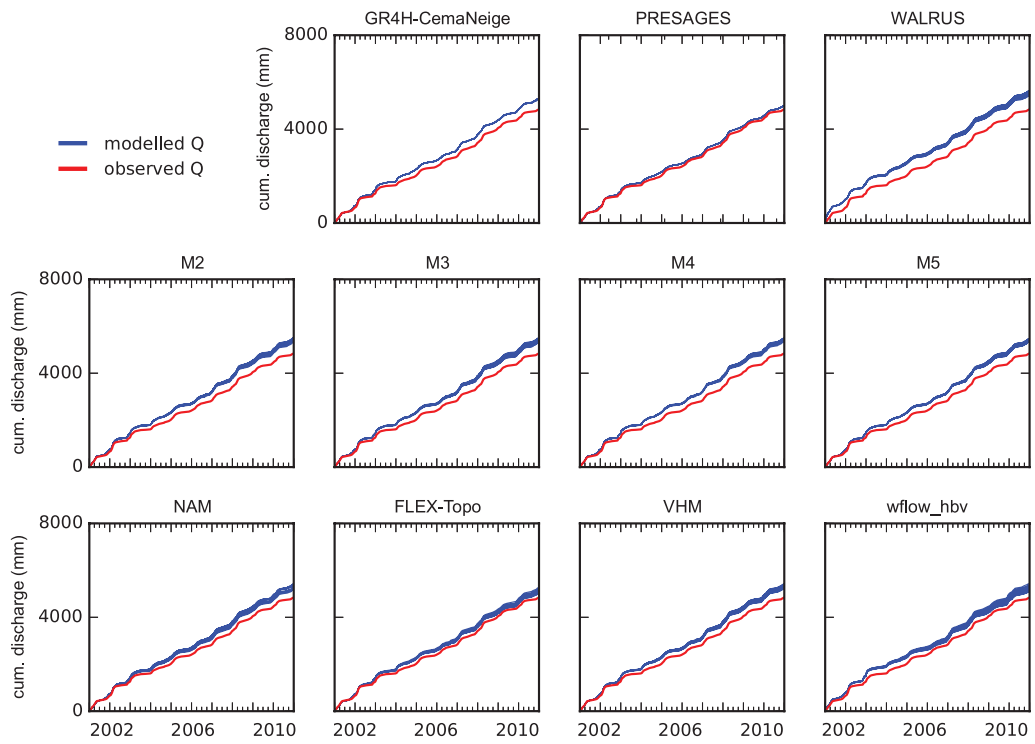 GR4H-CemaNeige PRESAGES WALRUS
8000
4000
0
cum. discharge (mm)
modelled Q
observed Q
M2 M3 M4 M5
8000
4000
0
cum. discharge (mm)
NAM FLEX-Topo VHM wflow_hbv
8000
4000
0
cum. discharge (mm)
2002 2006 2010 2002 2006 2010 2002 2006 2010 2002 2006 2010